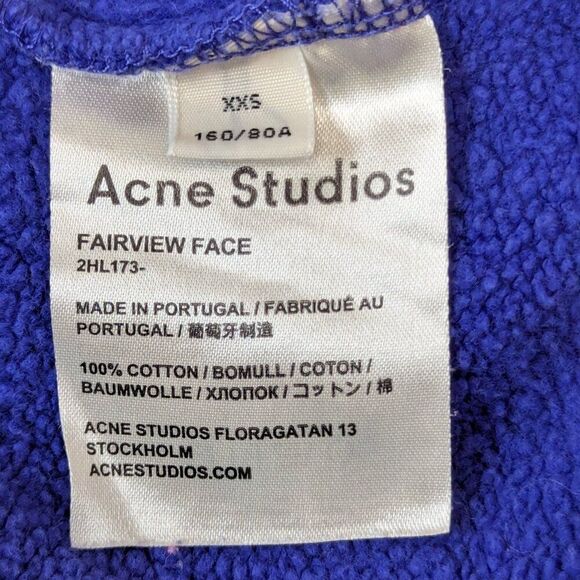 XXS
160/80A
Acne Studios
FAIRVIEW FACE
2HL173-
MADE IN PORTUGAL / FABRIQUÉ AU
PORTUGAL / 葡萄牙制造
100% COTTON / BOMULL / COTON /
BAUMWOLLE / ХЛОПОК / コットン / 棉
ACNE STUDIOS FLORAGATAN 13
STOCKHOLM
ACNESTUDIOS.COM